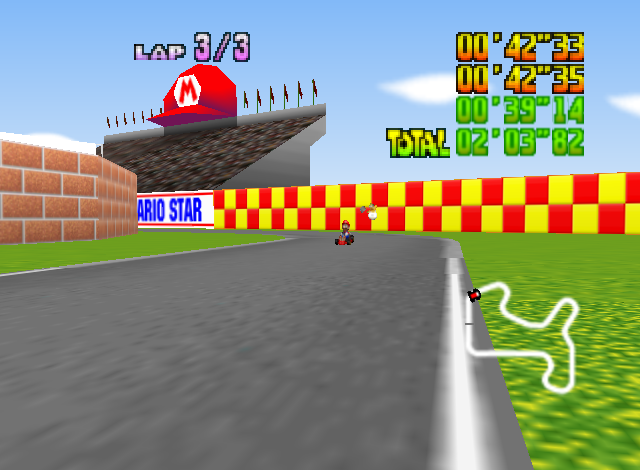 LAP 3/3
00'42"33
00'42"35
00'39"14
TOTAL 02'03"82
M
ARIO STAR